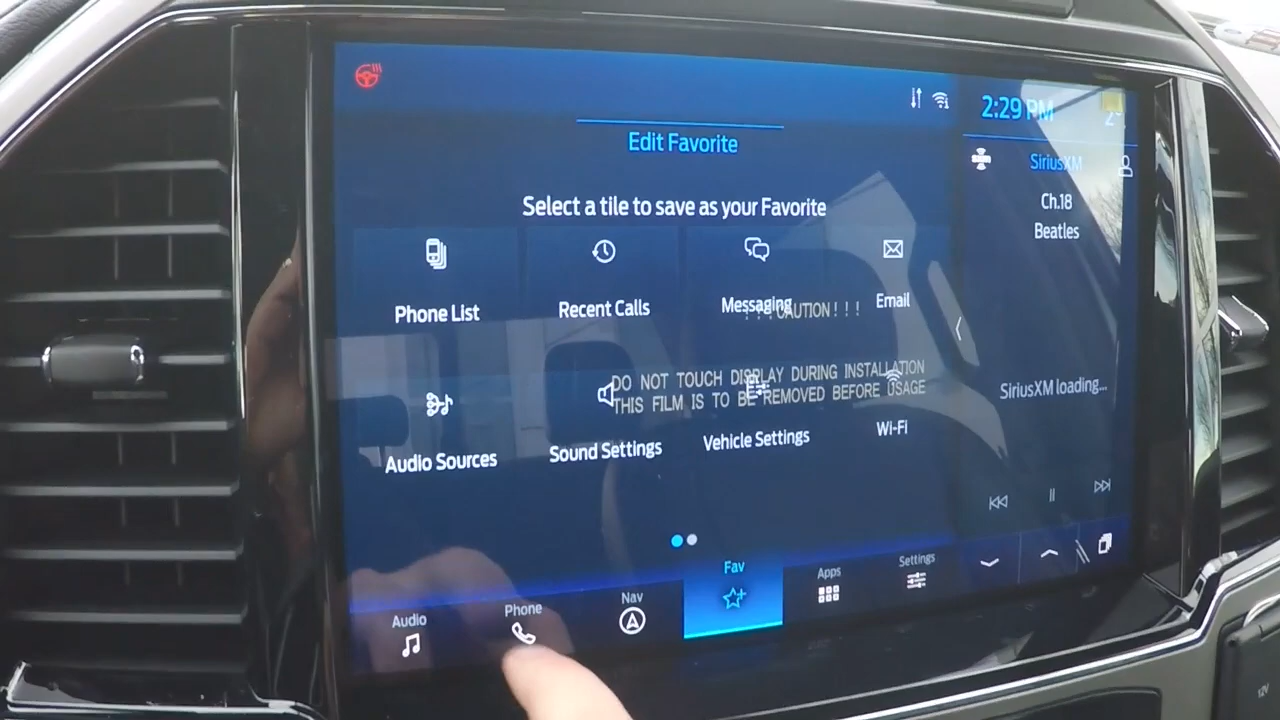 2:29 PM
Edit Favorite
SiriusXM
Select a tile to save as your Favorite
Ch.18
Beatles
Phone List
Recent Calls
Messaging
Email
CAUTION ! ! !
DO NOT TOUCH DISPLAY DURING INSTALLATION
THIS FILM IS TO BE REMOVED BEFORE USAGE
SiriusXM loading...
Audio Sources
Sound Settings
Vehicle Settings
Wi-Fi
Audio
Phone
Nav
Fav
Apps
Settings
12V